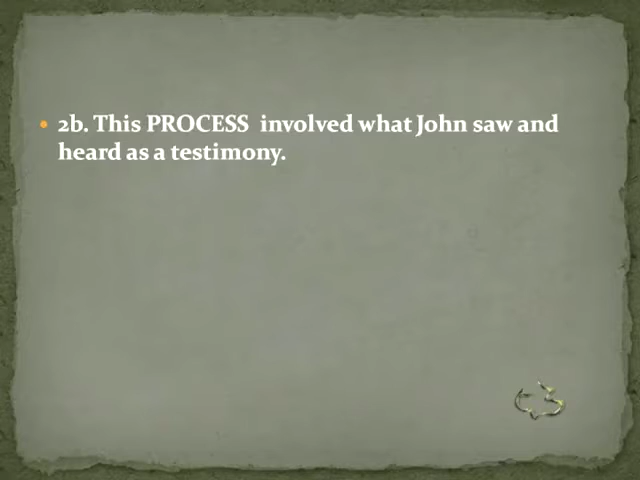 • 2b. This PROCESS  involved what John saw and
heard as a testimony.